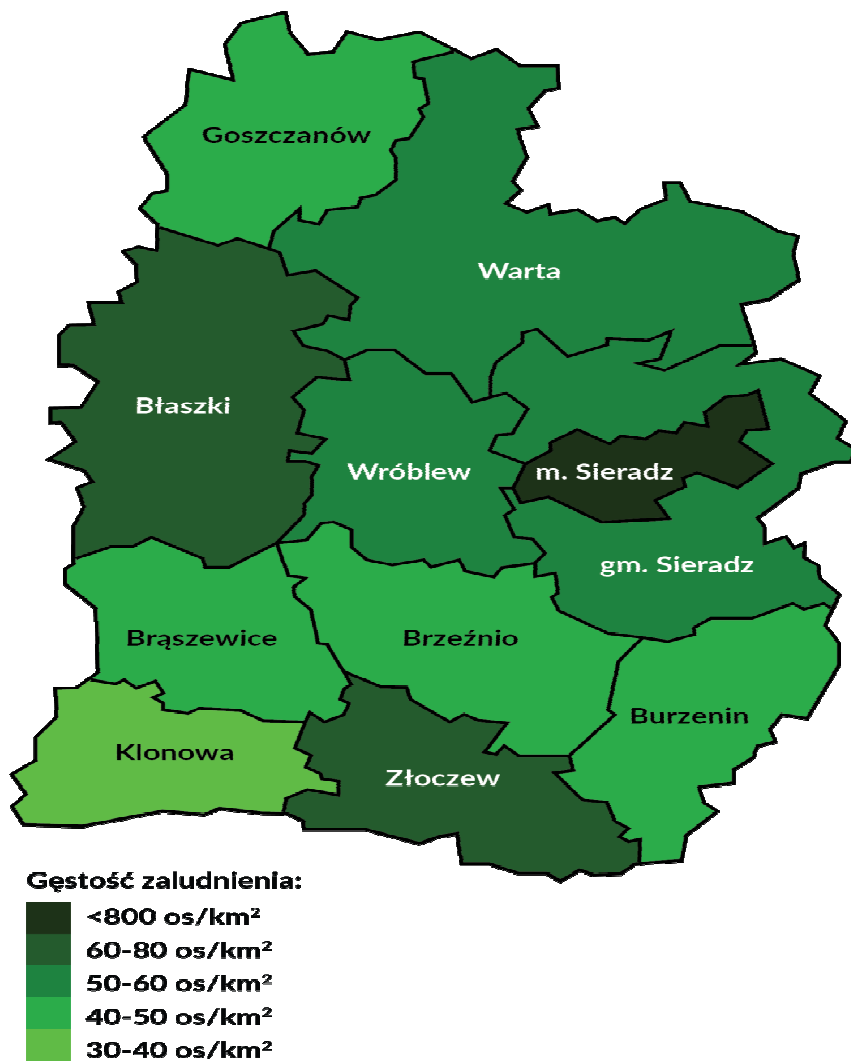 Goszczanów
Warta
Błaszki
Wróblew
m. Sieradz
gm. Sieradz
Brąszewice
Brzeźnio
Burzenin
Klonowa
Złoczew
Gęstość zaludnienia:
<800 os/km²
60-80 os/km²
50-60 os/km²
40-50 os/km²
30-40 os/km²